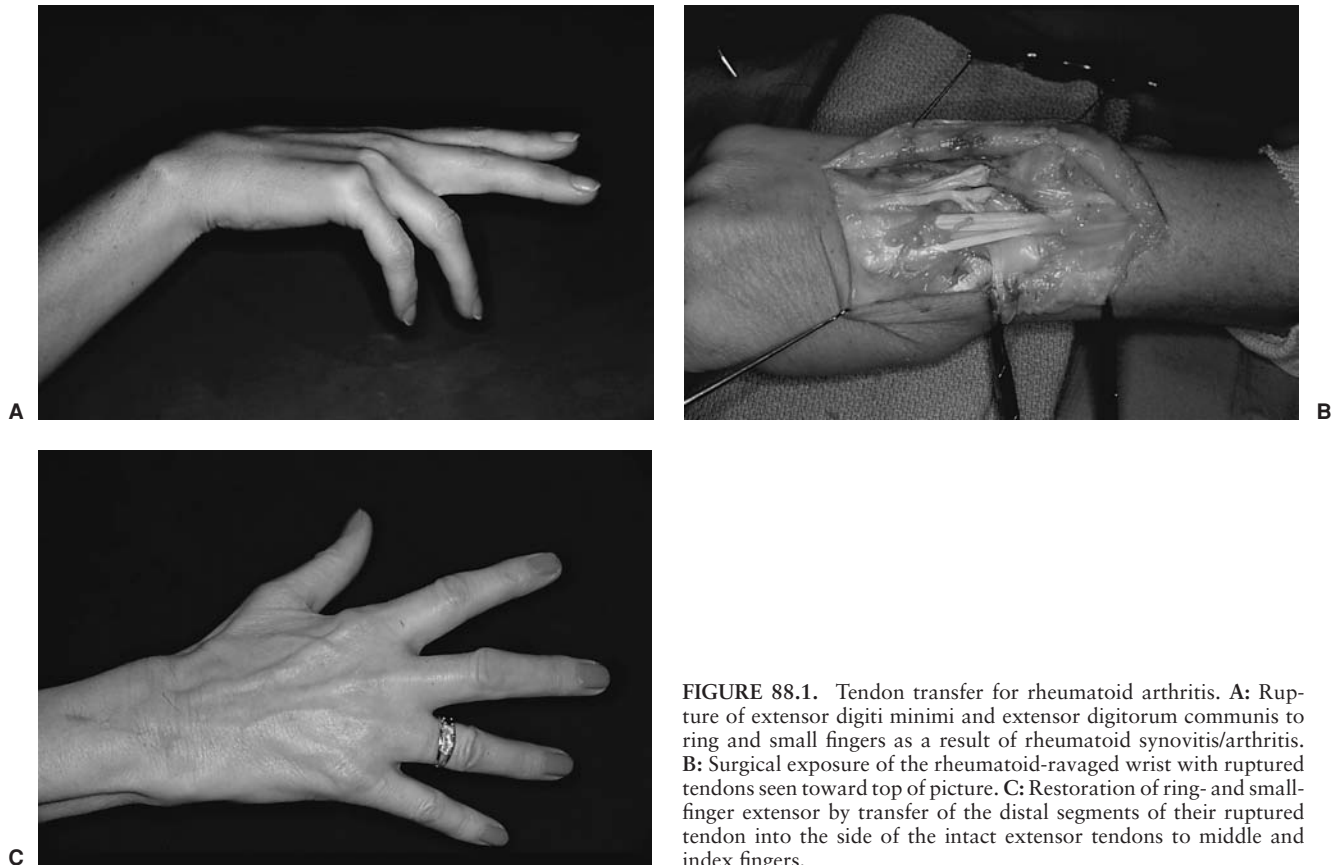 A
B
C
FIGURE 88.1. Tendon transfer for rheumatoid arthritis. A: Rup-
ture of extensor digiti minimi and extensor digitorum communis to
ring and small fingers as a result of rheumatoid synovitis/arthritis.
B: Surgical exposure of the rheumatoid-ravaged wrist with ruptured
tendons seen toward top of picture. C: Restoration of ring- and small-
finger extensor by transfer of the distal segments of their ruptured
tendon into the side of the intact extensor tendons to middle and
index fingers.